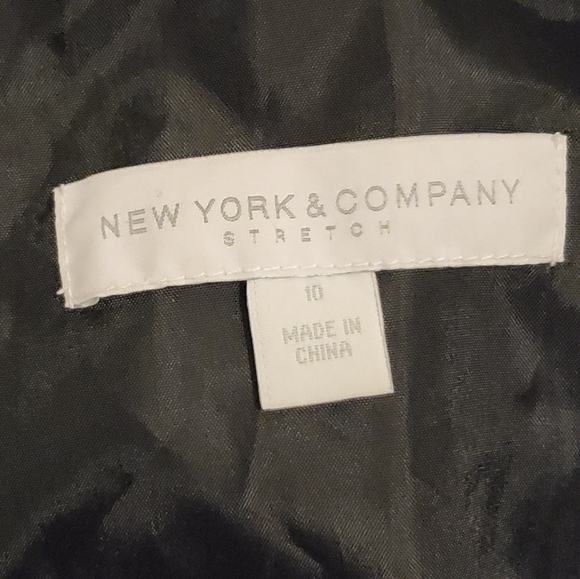 NEW YORK & COMPANY
STRETCH
10
MADE IN
CHINA